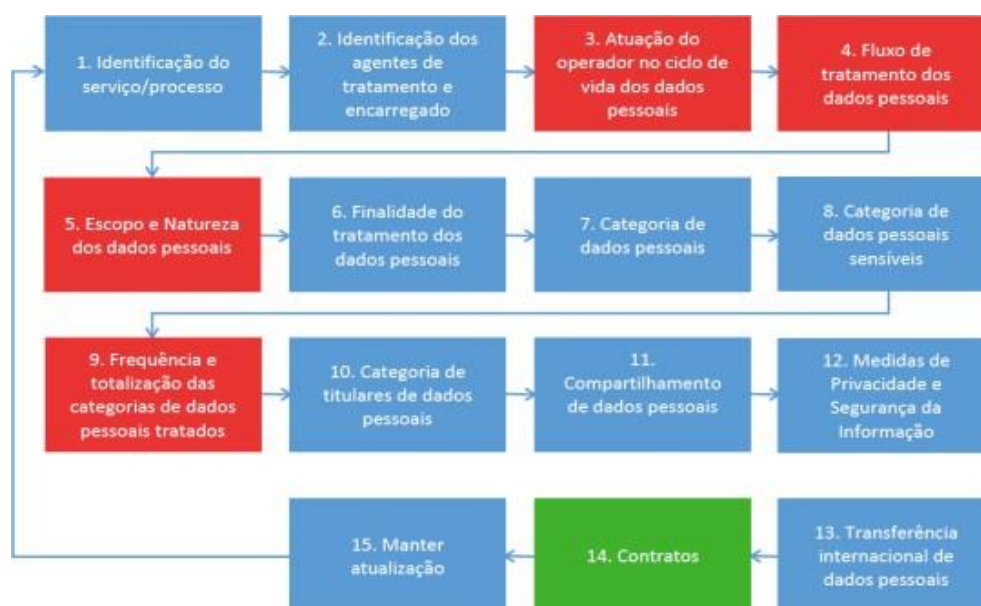 1. Identificação do
serviço/processo
2. Identificação dos
agentes de
tratamento e
encarregado
3. Atuação do
operador no ciclo de
vida dos dados
pessoais
4. Fluxo de
tratamento dos
dados pessoais
5. Escopo e Natureza
dos dados pessoais
6. Finalidade do
tratamento dos
dados pessoais
7. Categoria de
dados pessoais
8. Categoria de
dados pessoais
sensíveis
9. Frequência e
totalização das
categorias de dados
pessoais tratados
10. Categoria de
titulares de dados
pessoais
11.
Compartilhamento
de dados pessoais
12. Medidas de
Privacidade e
Segurança da
Informação
15. Manter
atualização
14. Contratos
13. Transferência
internacional de
dados pessoais